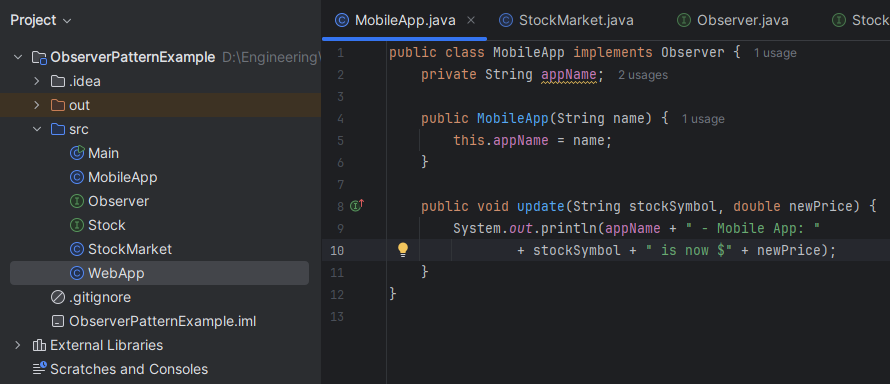 Project
ObserverPatternExample D:\Engineering\
.idea
out
src
Main
MobileApp
Observer
Stock
StockMarket
WebApp
.gitignore
ObserverPatternExample.iml
External Libraries
Scratches and Consoles
MobileApp.java StockMarket.java Observer.java Stock
1 public class MobileApp implements Observer { 1 usage
2 private String appName; 2 usages
3
4 public MobileApp(String name) { 1 usage
5 this.appName = name;
6 }
7
8 public void update(String stockSymbol, double newPrice) {
9 System.out.println(appName + " - Mobile App: "
10 + stockSymbol + " is now $" + newPrice);
11 }
12 }
13